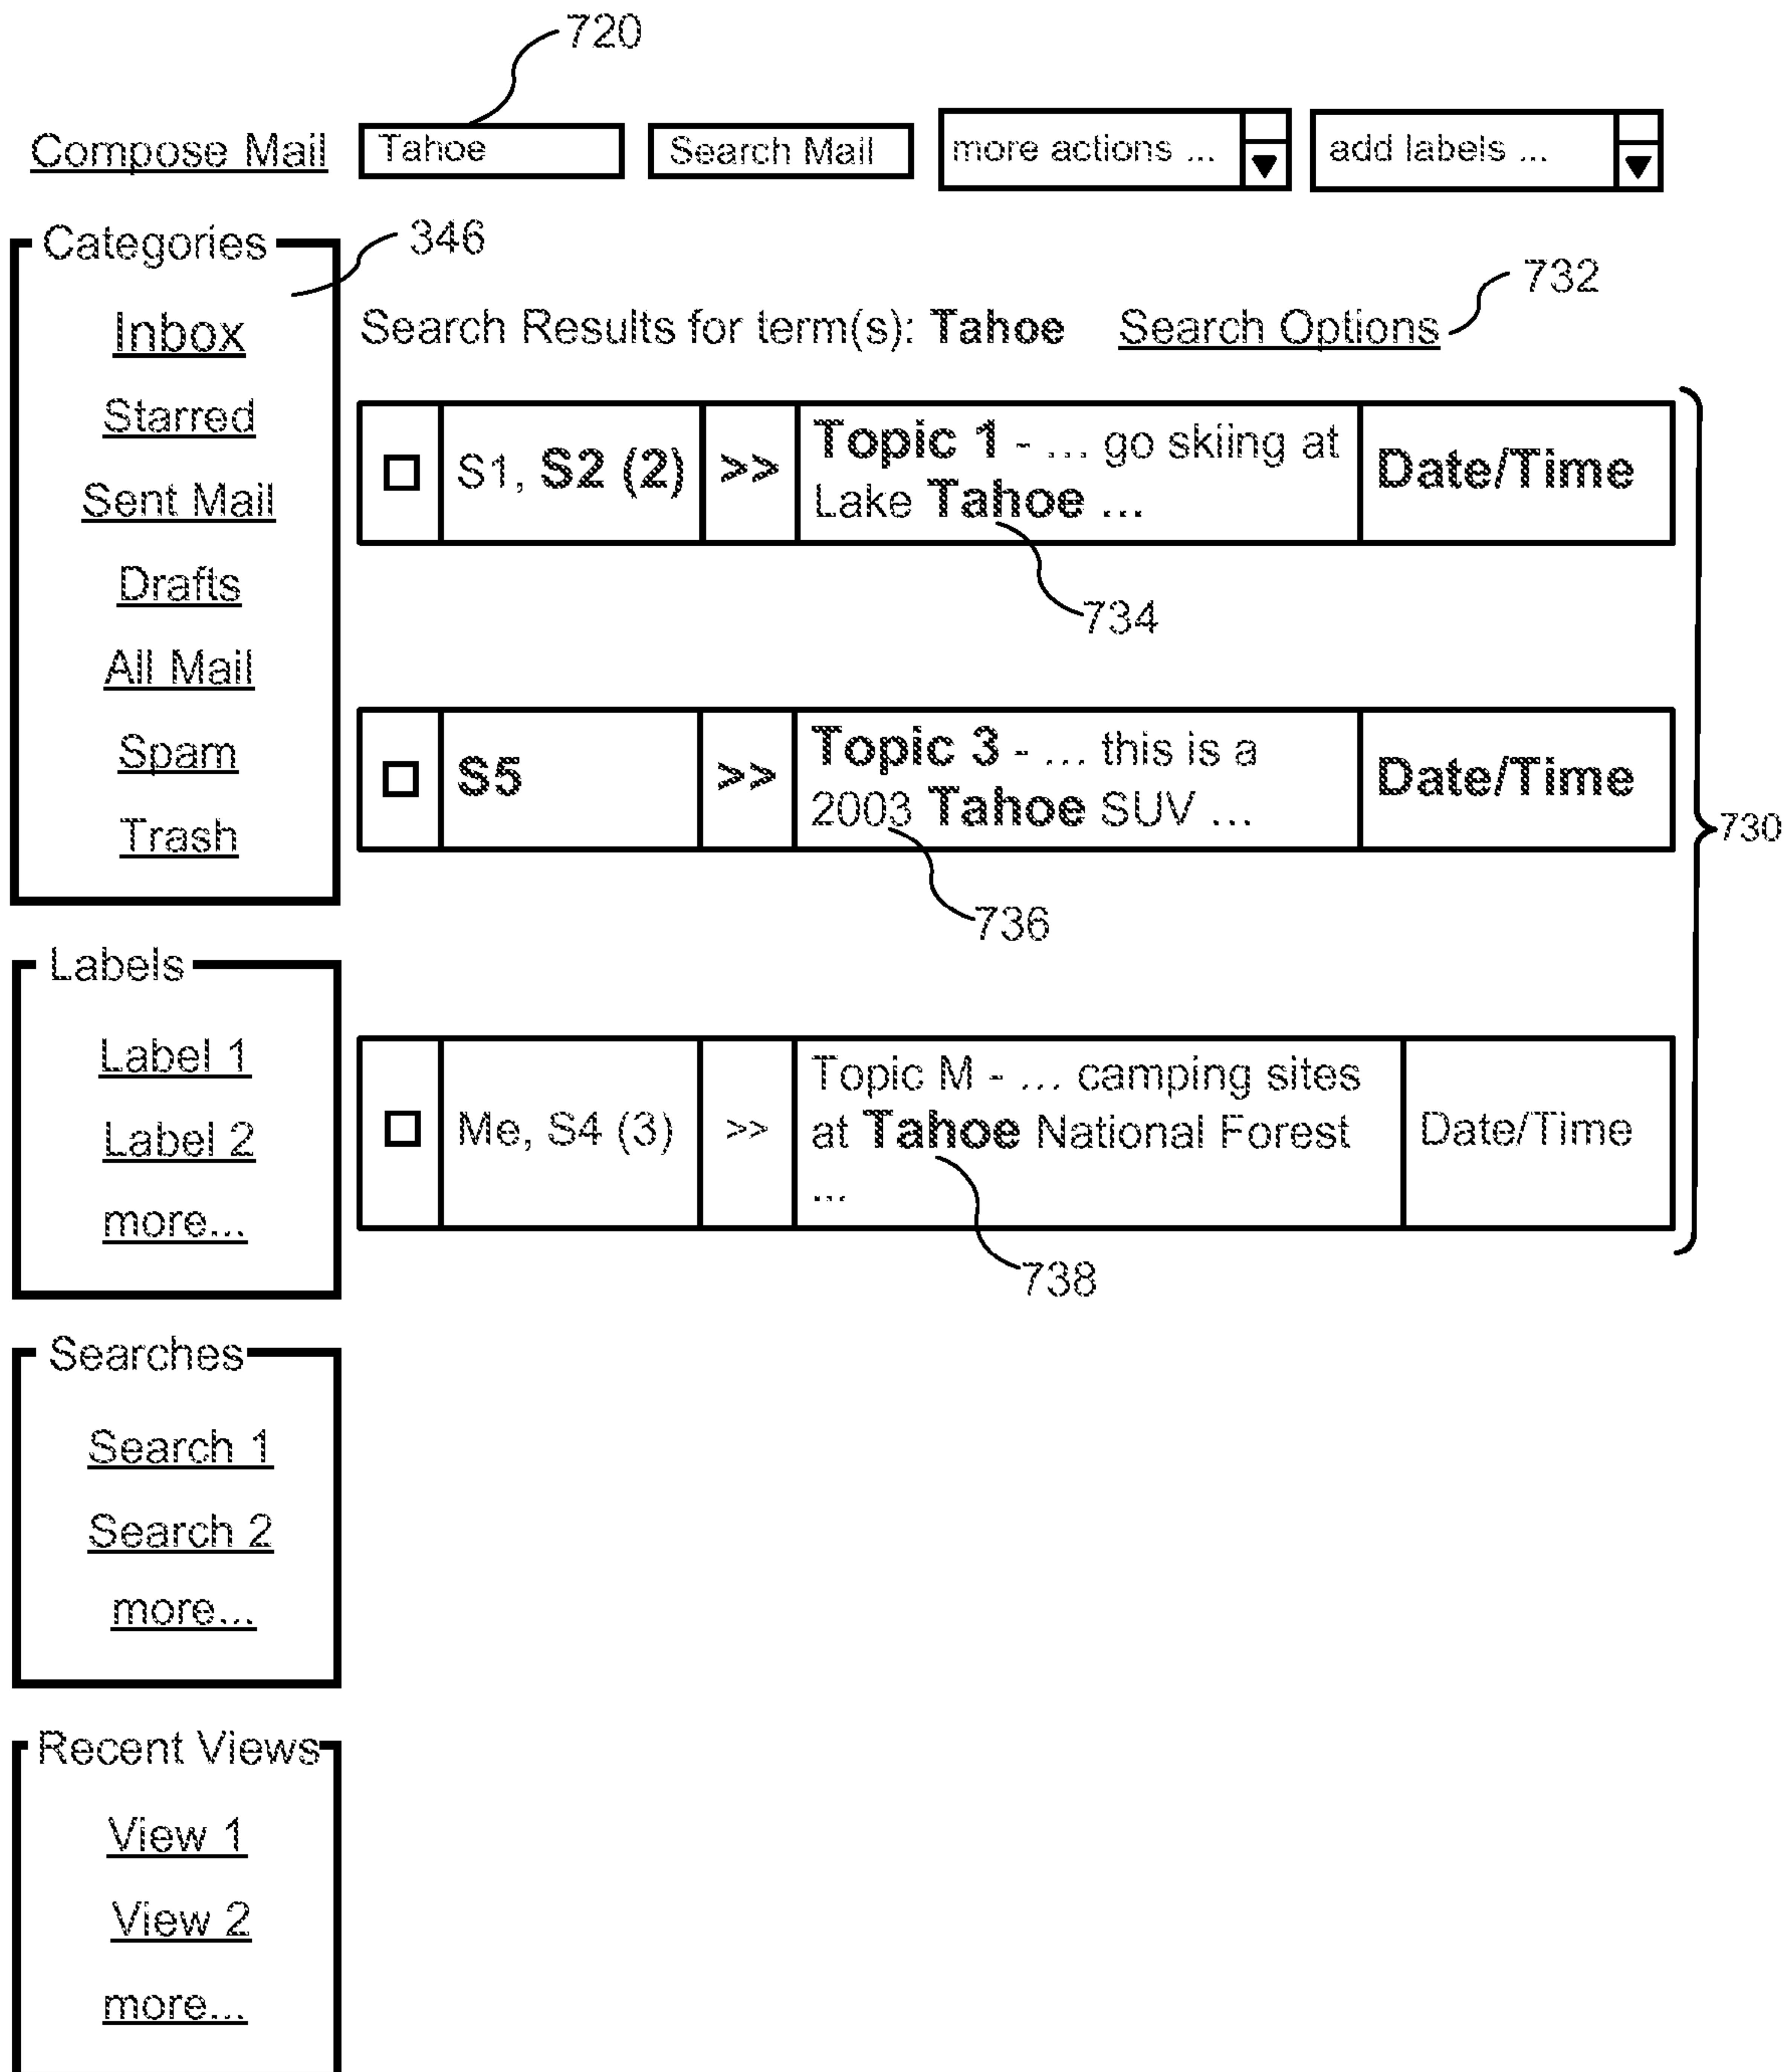 720
Compose Mail Tahoe Search Mail more actions ... add labels ...
Categories
346
Inbox
Starred
Sent Mail
Drafts
All Mail
Spam
Trash
Labels
Label 1
Label 2
more...
Searches
Search 1
Search 2
more...
Recent Views
View 1
View 2
more...
732
Search Results for term(s): Tahoe Search Options
S1, S2 (2) >> Topic 1 - ... go skiing at
Lake Tahoe ...
Date/Time
734
S5 >> Topic 3 - ... this is a
2003 Tahoe SUV ...
Date/Time
730
736
Me, S4 (3) >> Topic M - ... camping sites
at Tahoe National Forest
...
Date/Time
738